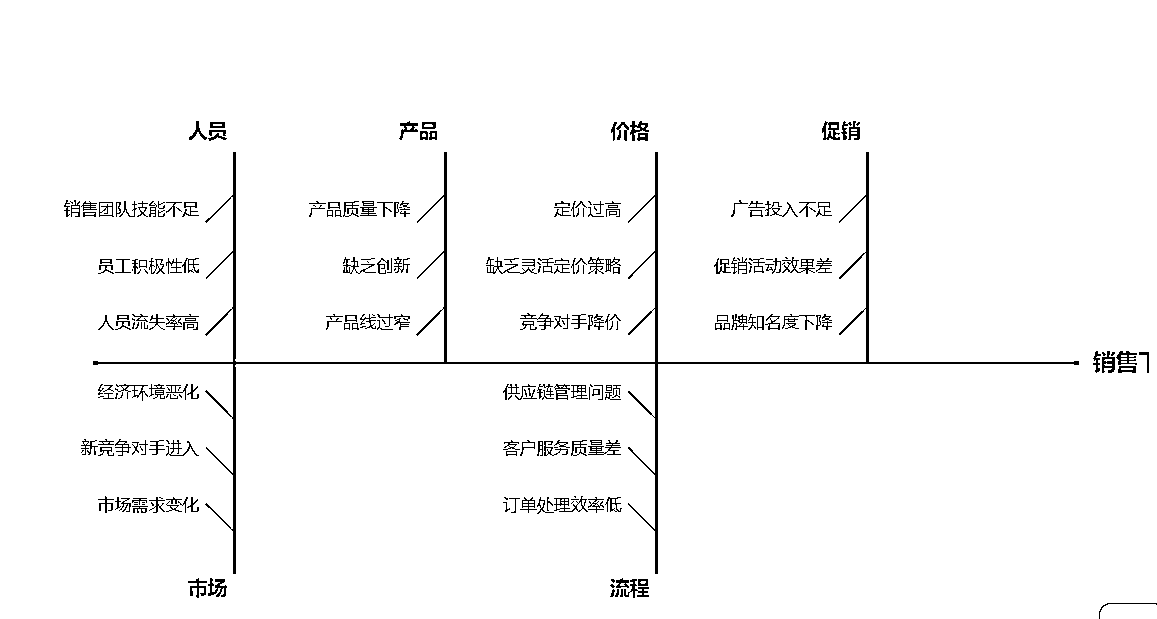 人员
产品
价格
促销
销售团队技能不足
产品质量下降
定价过高
广告投入不足
员工积极性低
缺乏创新
缺乏灵活定价策略
促销活动效果差
人员流失率高
产品线过窄
竞争对手降价
品牌知名度下降
销售
经济环境恶化
供应链管理问题
新竞争对手进入
客户服务质量差
市场需求变化
订单处理效率低
市场
流程